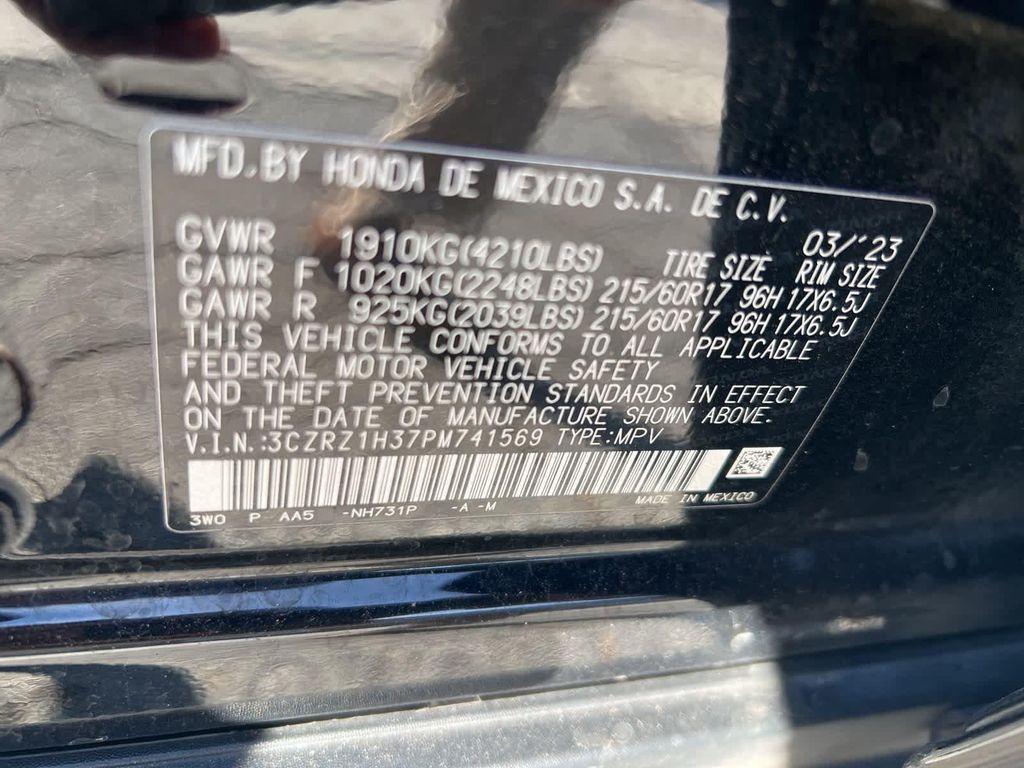 MFD.BY HONDA DE MEXICO S.A. DE C.V.
03/'23
GVWR 1910KG(4210LBS) TIRE SIZE RIM SIZE
GAWR F 1020KG(2248LBS) 215/60R17 96H 17X6.5J
GAWR R 925KG(2039LBS) 215/60R17 96H 17X6.5J
THIS VEHICLE CONFORMS TO ALL APPLICABLE
FEDERAL MOTOR VEHICLE SAFETY
AND THEFT PREVENTION STANDARDS IN EFFECT
ON THE DATE OF MANUFACTURE SHOWN ABOVE.
V.I.N.:3CZRZ1H37PM741569 TYPE:MPV
MADE IN MEXICO
3W0 P AA5 -NH731P -A -M